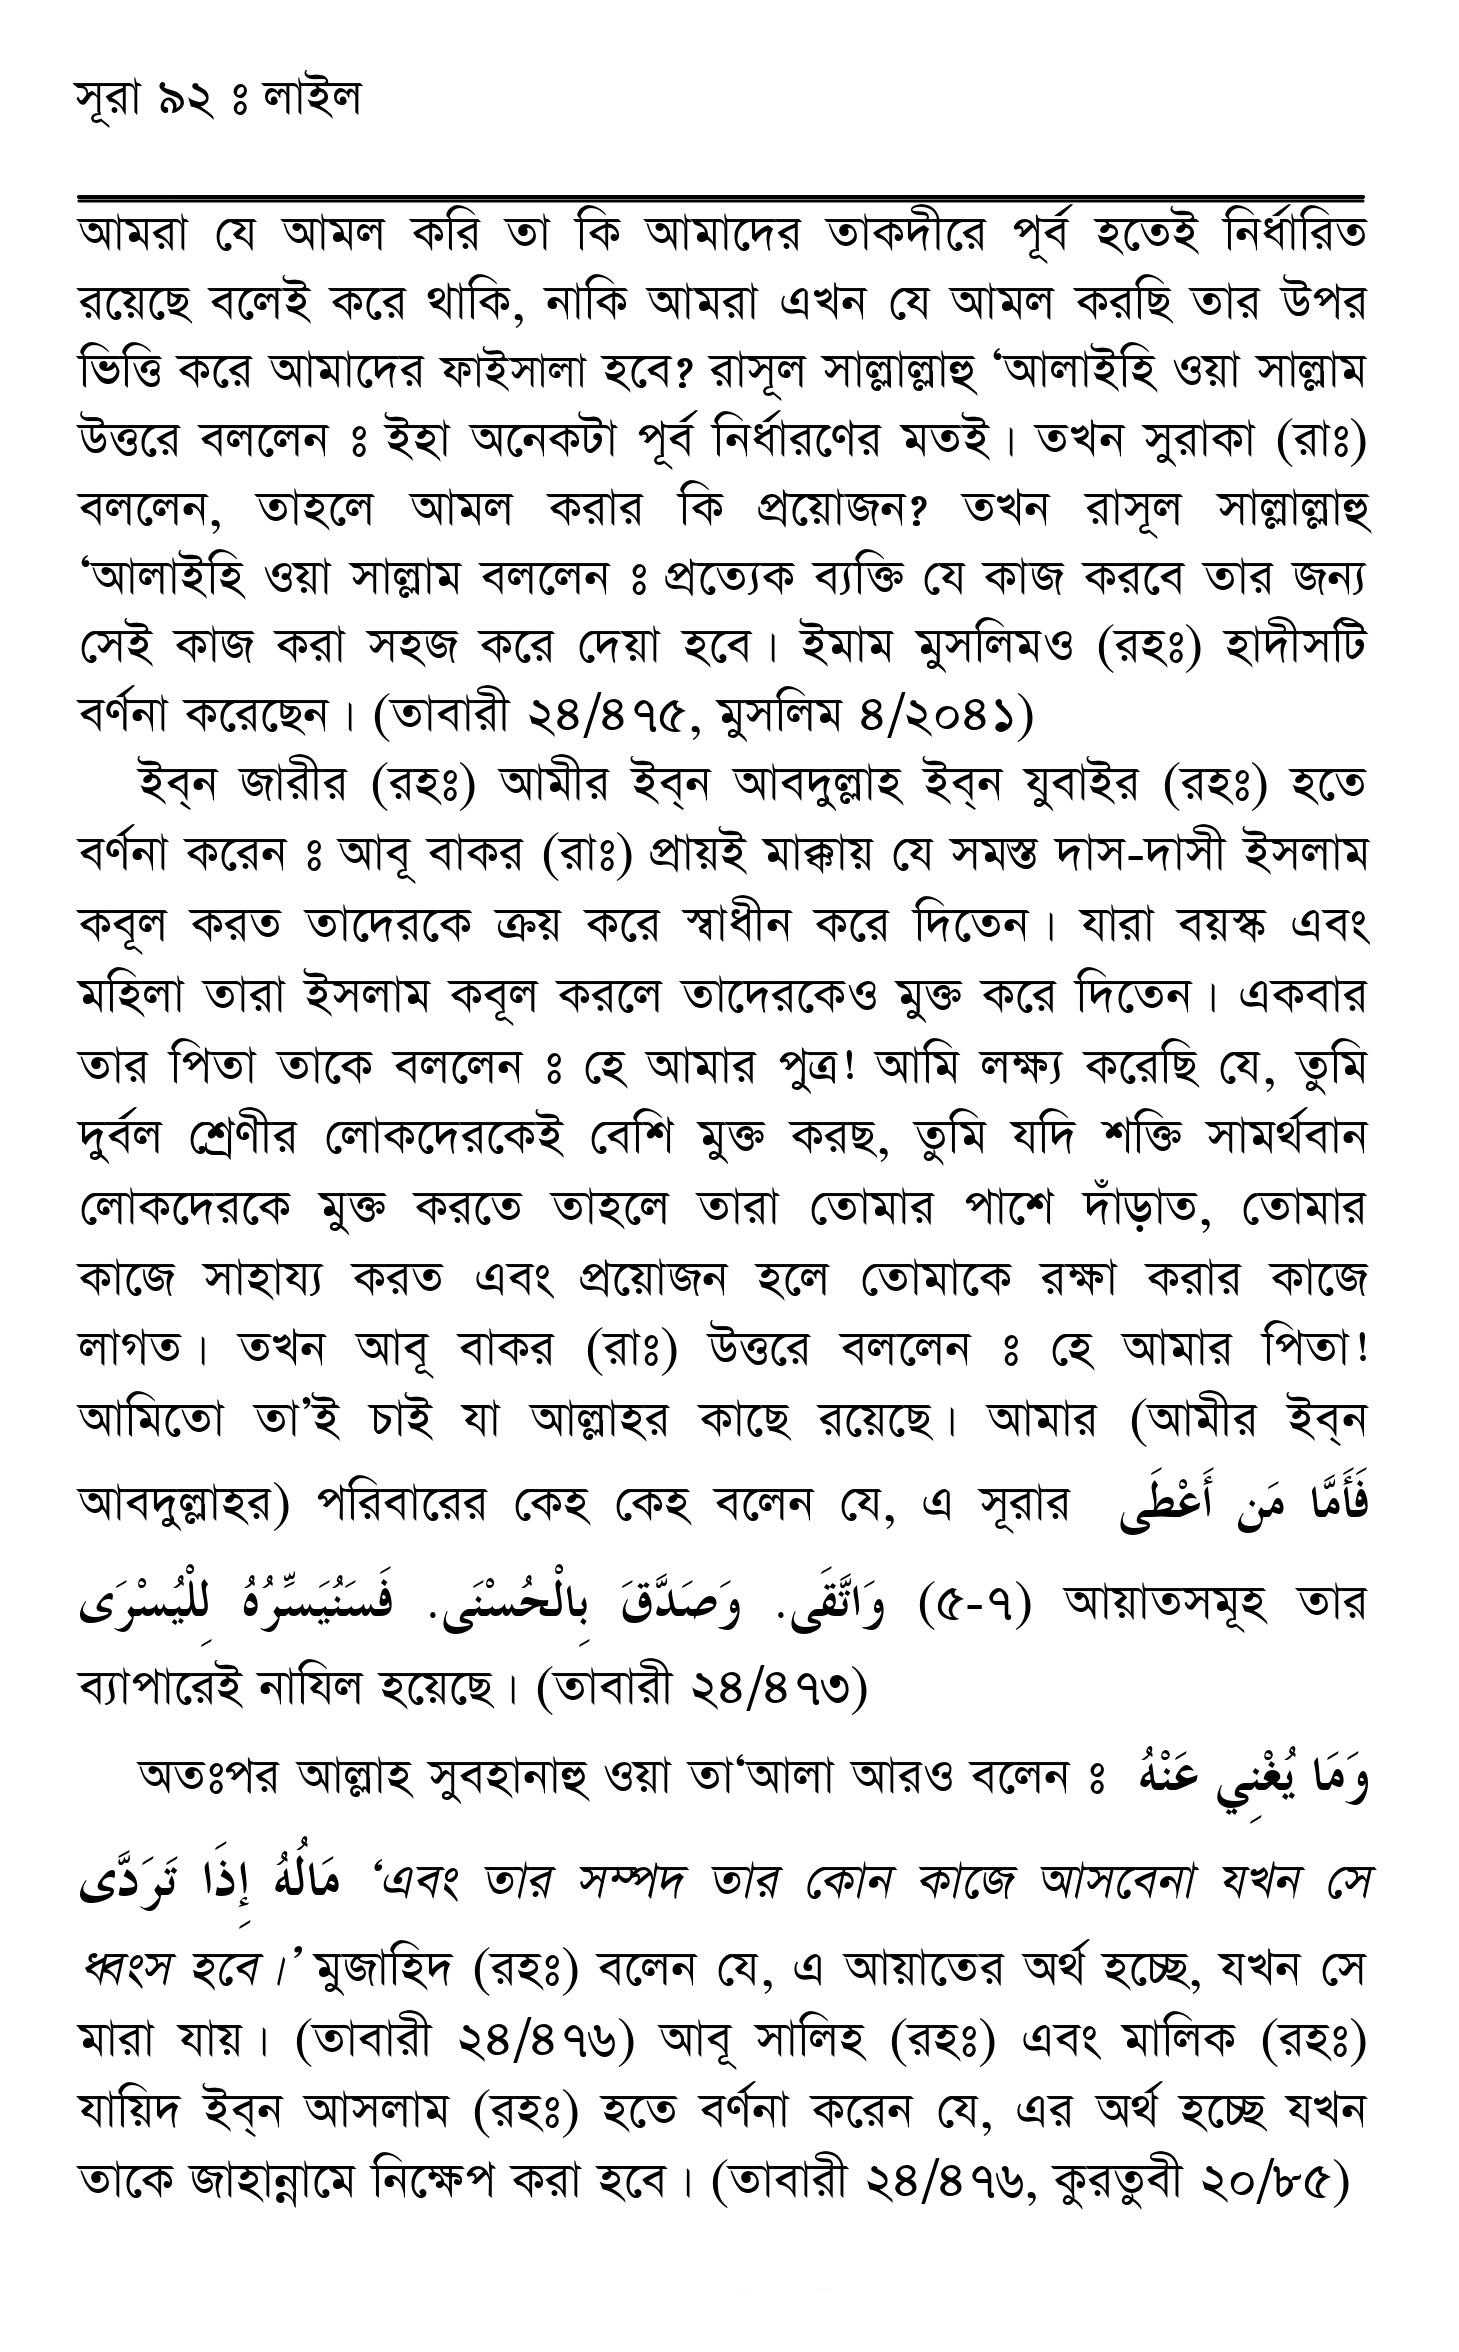 সূরা ৯২ ঃ লাইল
আমরা যে আমল করি তা কি আমাদের তাকদীরে পূর্ব হতেই নির্ধারিত
রয়েছে বলেই করে থাকি, নাকি আমরা এখন যে আমল করছি তার উপর
ভিত্তি করে আমাদের ফাইসালা হবে? রাসূল সাল্লাল্লাহু ‘আলাইহি ওয়া সাল্লাম
উত্তরে বললেন ঃ ইহা অনেকটা পূর্ব নির্ধারণের মতই। তখন সুরাকা (রাঃ)
বললেন, তাহলে আমল করার কি প্রয়োজন? তখন রাসূল সাল্লাল্লাহু
‘আলাইহি ওয়া সাল্লাম বললেন ঃ প্রত্যেক ব্যক্তি যে কাজ করবে তার জন্য
সেই কাজ করা সহজ করে দেয়া হবে। ইমাম মুসলিমও (রহঃ) হাদীসটি
বর্ণনা করেছেন। (তাবারী ২৪/৪৭৫, মুসলিম ৪/২০৪১)
ইব্‌ন জারীর (রহঃ) আমীর ইব্‌ন আবদুল্লাহ ইব্‌ন যুবাইর (রহঃ) হতে
বর্ণনা করেন ঃ আবূ বাকর (রাঃ) প্রায়ই মাক্কায় যে সমস্ত দাস-দাসী ইসলাম
কবূল করত তাদেরকে ক্রয় করে স্বাধীন করে দিতেন। যারা বয়স্ক এবং
মহিলা তারা ইসলাম কবূল করলে তাদেরকেও মুক্ত করে দিতেন। একবার
তার পিতা তাকে বললেন ঃ হে আমার পুত্র! আমি লক্ষ্য করেছি যে, তুমি
দুর্বল শ্রেণীর লোকদেরকেই বেশি মুক্ত করছ, তুমি যদি শক্তি সামর্থবান
লোকদেরকে মুক্ত করতে তাহলে তারা তোমার পাশে দাঁড়াত, তোমার
কাজে সাহায্য করত এবং প্রয়োজন হলে তোমাকে রক্ষা করার কাজে
লাগত। তখন আবূ বাকর (রাঃ) উত্তরে বললেন ঃ হে আমার পিতা!
আমিতো তা’ই চাই যা আল্লাহর কাছে রয়েছে। আমার (আমীর ইব্‌ন
আবদুল্লাহর) পরিবারের কেহ কেহ বলেন যে, এ সূরার فَأَمَّا مَن أَعْطَى
وَاتَّقَى. وَصَدَّقَ بِالْحُسْنَى. فَسَنُيَسِّرُهُ لِلْيُسْرَى (৫-৭) আয়াতসমূহ তার
ব্যাপারেই নাযিল হয়েছে। (তাবারী ২৪/৪৭৩)
অতঃপর আল্লাহ সুবহানাহু ওয়া তা‘আলা আরও বলেন ঃ وَمَا يُغْنِي عَنْهُ
مَالُهُ إِذَا تَرَدَّى ‘এবং তার সম্পদ তার কোন কাজে আসবেনা যখন সে
ধ্বংস হবে।’ মুজাহিদ (রহঃ) বলেন যে, এ আয়াতের অর্থ হচ্ছে, যখন সে
মারা যায়। (তাবারী ২৪/৪৭৬) আবূ সালিহ (রহঃ) এবং মালিক (রহঃ)
যায়িদ ইব্‌ন আসলাম (রহঃ) হতে বর্ণনা করেন যে, এর অর্থ হচ্ছে যখন
তাকে জাহান্নামে নিক্ষেপ করা হবে। (তাবারী ২৪/৪৭৬, কুরতুবী ২০/৮৫)